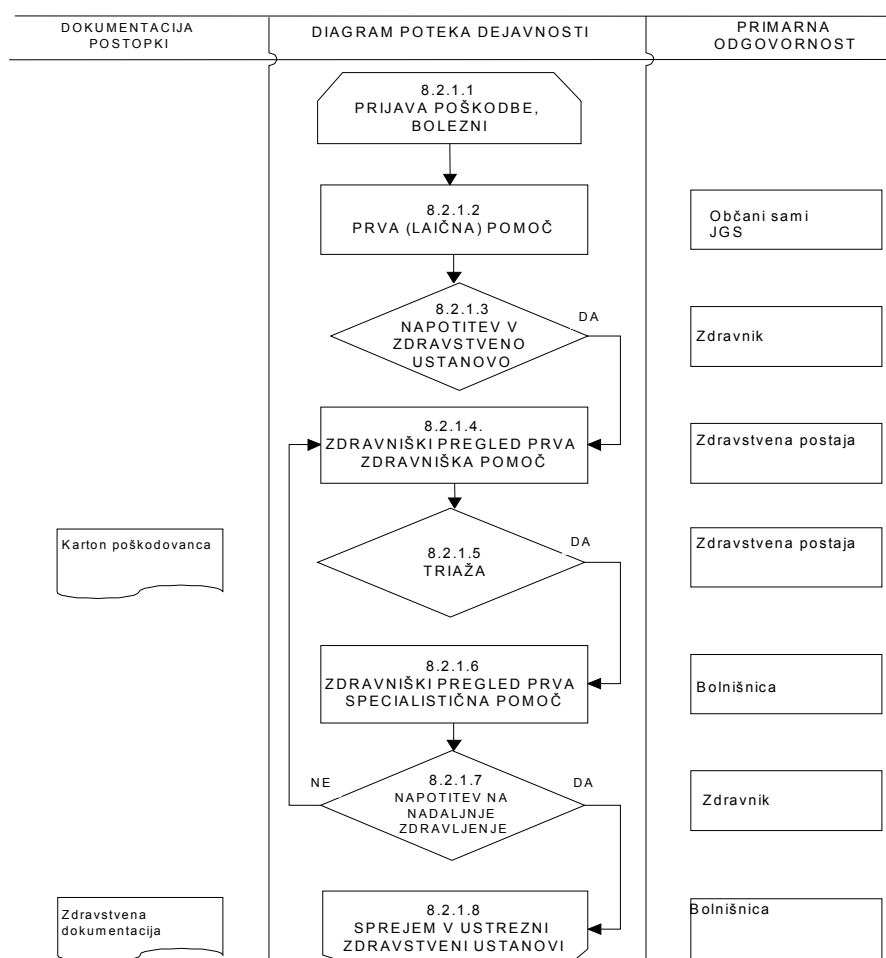 DOKUMENTACIJA
POSTOPKI
DIAGRAM POTEKA DEJAVNOSTI
PRIMARNA
ODGOVORNOST
8.2.1.1
PRIJAVA POŠKODBE,
BOLEZNI
8.2.1.2
PRVA (LAIČNA) POMOČ
Občani sami
JGS
8.2.1.3
NAPOTITEV V
ZDRAVSTVENO
USTANOVO
DA
Zdravnik
8.2.1.4.
ZDRAVNIŠKI PREGLED PRVA
ZDRAVNIŠKA POMOČ
Zdravstvena postaja
Karton poškodovanca
8.2.1.5
TRIAŽA
DA
Zdravstvena postaja
8.2.1.6
ZDRAVNIŠKI PREGLED PRVA
SPECIALISTIČNA POMOČ
Bolnišnica
NE
8.2.1.7
NAPOTITEV NA
NADALJNJE
ZDRAVLJENJE
DA
Zdravnik
Zdravstvena
dokumentacija
8.2.1.8
SPREJEM V USTREZNI
ZDRAVSTVENI USTANOVI
Bolnišnica